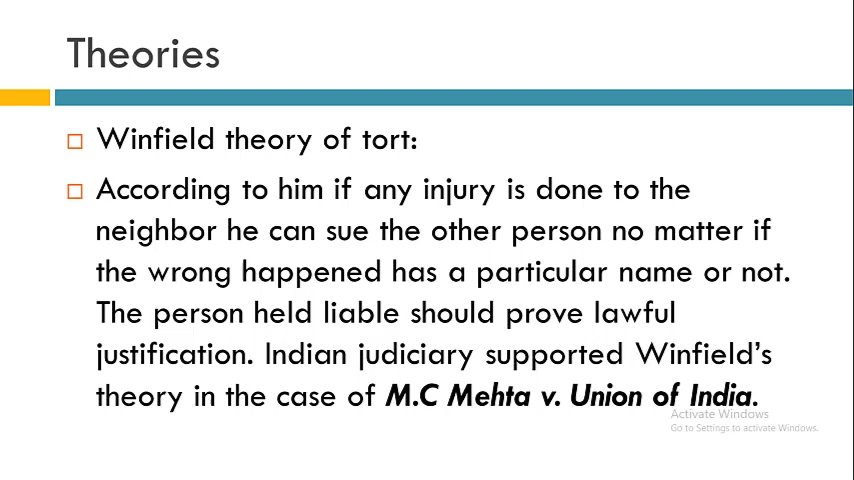 Theories
Winfield theory of tort:
According to him if any injury is done to the
neighbor he can sue the other person no matter if
the wrong happened has a particular name or not.
The person held liable should prove lawful
justification. Indian judiciary supported Winfield's
theory in the case of M.C Mehta v. Union of India.
Activate Windows
Go to Settings to activate Windows.